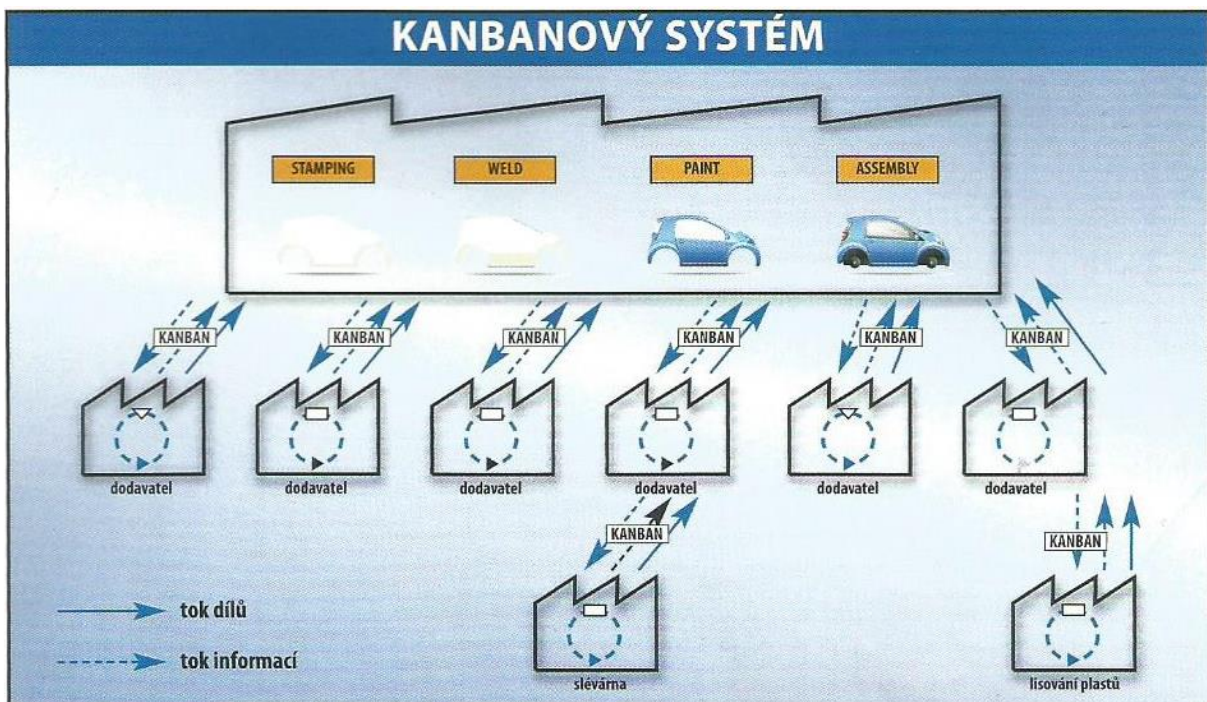 KANBANOVÝ SYSTÉM
STAMPING
WELD
PAINT
ASSEMBLY
KANBAN
KANBAN
KANBAN
KANBAN
KANBAN
KANBAN
dodavatel
dodavatel
dodavatel
dodavatel
dodavatel
dodavatel
KANBAN
KANBAN
tok dílů
tok informací
slévárna
lisování plastů